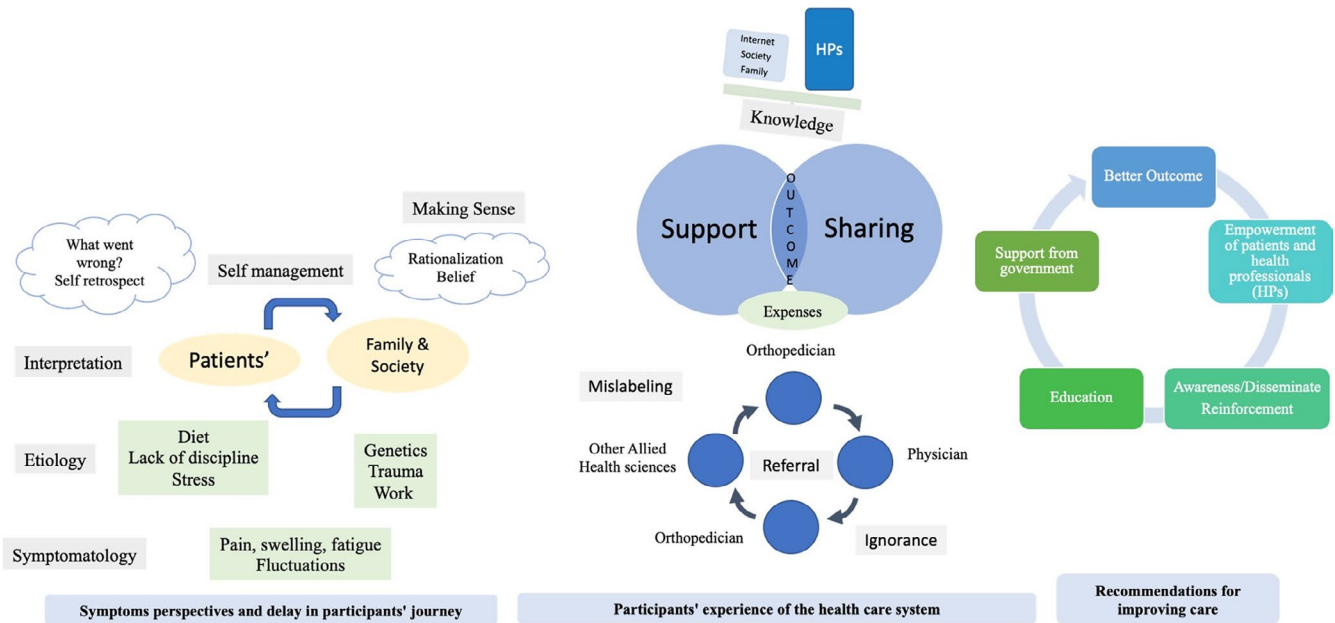 What went
wrong?
Self retrospect
Self management
Making Sense
Rationalization
Belief
Interpretation
Patients’
Family &
Society
Etiology
Diet
Lack of discipline
Stress
Genetics
Trauma
Work
Symptomatology
Pain, swelling, fatigue
Fluctuations
Symptoms perspectives and delay in participants' journey
Internet
Society
Family
HPs
Knowledge
Support
OUTCOME
Sharing
Expenses
Orthopedician
Mislabeling
Other Allied
Health sciences
Referral
Physician
Orthopedician
Ignorance
Participants' experience of the health care system
Better Outcome
Empowerment
of patients and
health
professionals
(HPs)
Support from
government
Education
Awareness/Disseminate
Reinforcement
Recommendations for
improving care